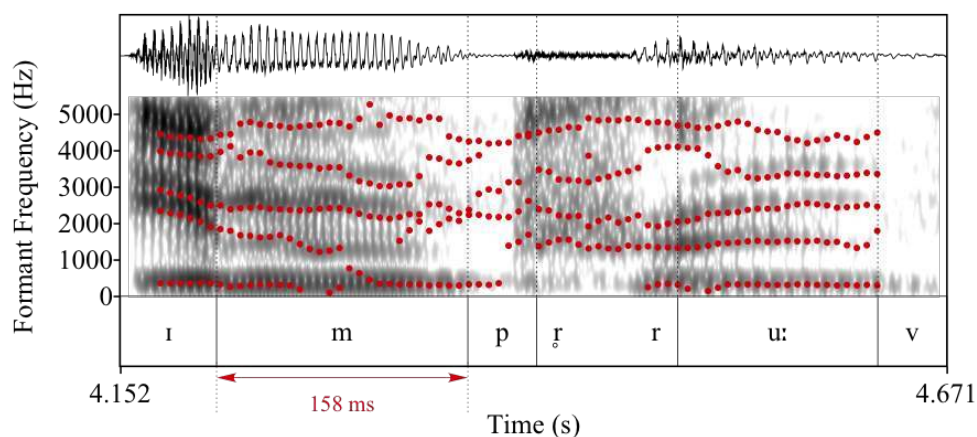 Formant Frequency (Hz)
5000
4000
3000
2000
1000
0
ɪ m p r̥ r uː v
4.152 158 ms 4.671
Time (s)